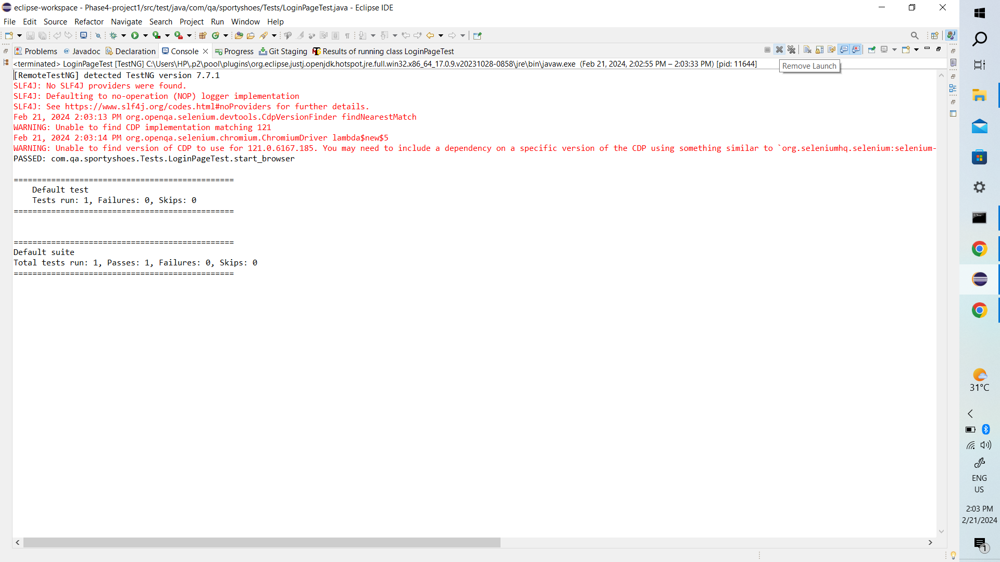 eclipse-workspace - Phase4-project1/src/test/java/com/qa/sportyshoes/Tests/LoginPageTest.java - Eclipse IDE
File Edit Source Refactor Navigate Search Project Run Window Help
Problems @ Javadoc Declaration Console Progress Git Staging Results of running class LoginPageTest
<terminated> LoginPageTest [TestNG] C:\Users\HP\.p2\pool\plugins\org.eclipse.justj.openjdk.hotspot.jre.full.win32.x86_64_17.0.9.v20231028-0858\jre\bin\javaw.exe (Feb 21, 2024, 2:02:55 PM – 2:03:33 PM) [pid: 11644]
Remove Launch
[RemoteTestNG] detected TestNG version 7.7.1
SLF4J: No SLF4J providers were found.
SLF4J: Defaulting to no-operation (NOP) logger implementation
SLF4J: See https://www.slf4j.org/codes.html#noProviders for further details.
Feb 21, 2024 2:03:13 PM org.openqa.selenium.devtools.CdpVersionFinder findNearestMatch
WARNING: Unable to find CDP implementation matching 121
Feb 21, 2024 2:03:14 PM org.openqa.selenium.chromium.ChromiumDriver lambda$new$5
WARNING: Unable to find version of CDP to use for 121.0.6167.185. You may need to include a dependency on a specific version of the CDP using something similar to `org.seleniumhq.selenium:selenium-
PASSED: com.qa.sportyshoes.Tests.LoginPageTest.start_browser
===============================================
Default test
Tests run: 1, Failures: 0, Skips: 0
===============================================
===============================================
Default suite
Total tests run: 1, Passes: 1, Failures: 0, Skips: 0
===============================================
31°C
ENG
US
2:03 PM
2/21/2024
1